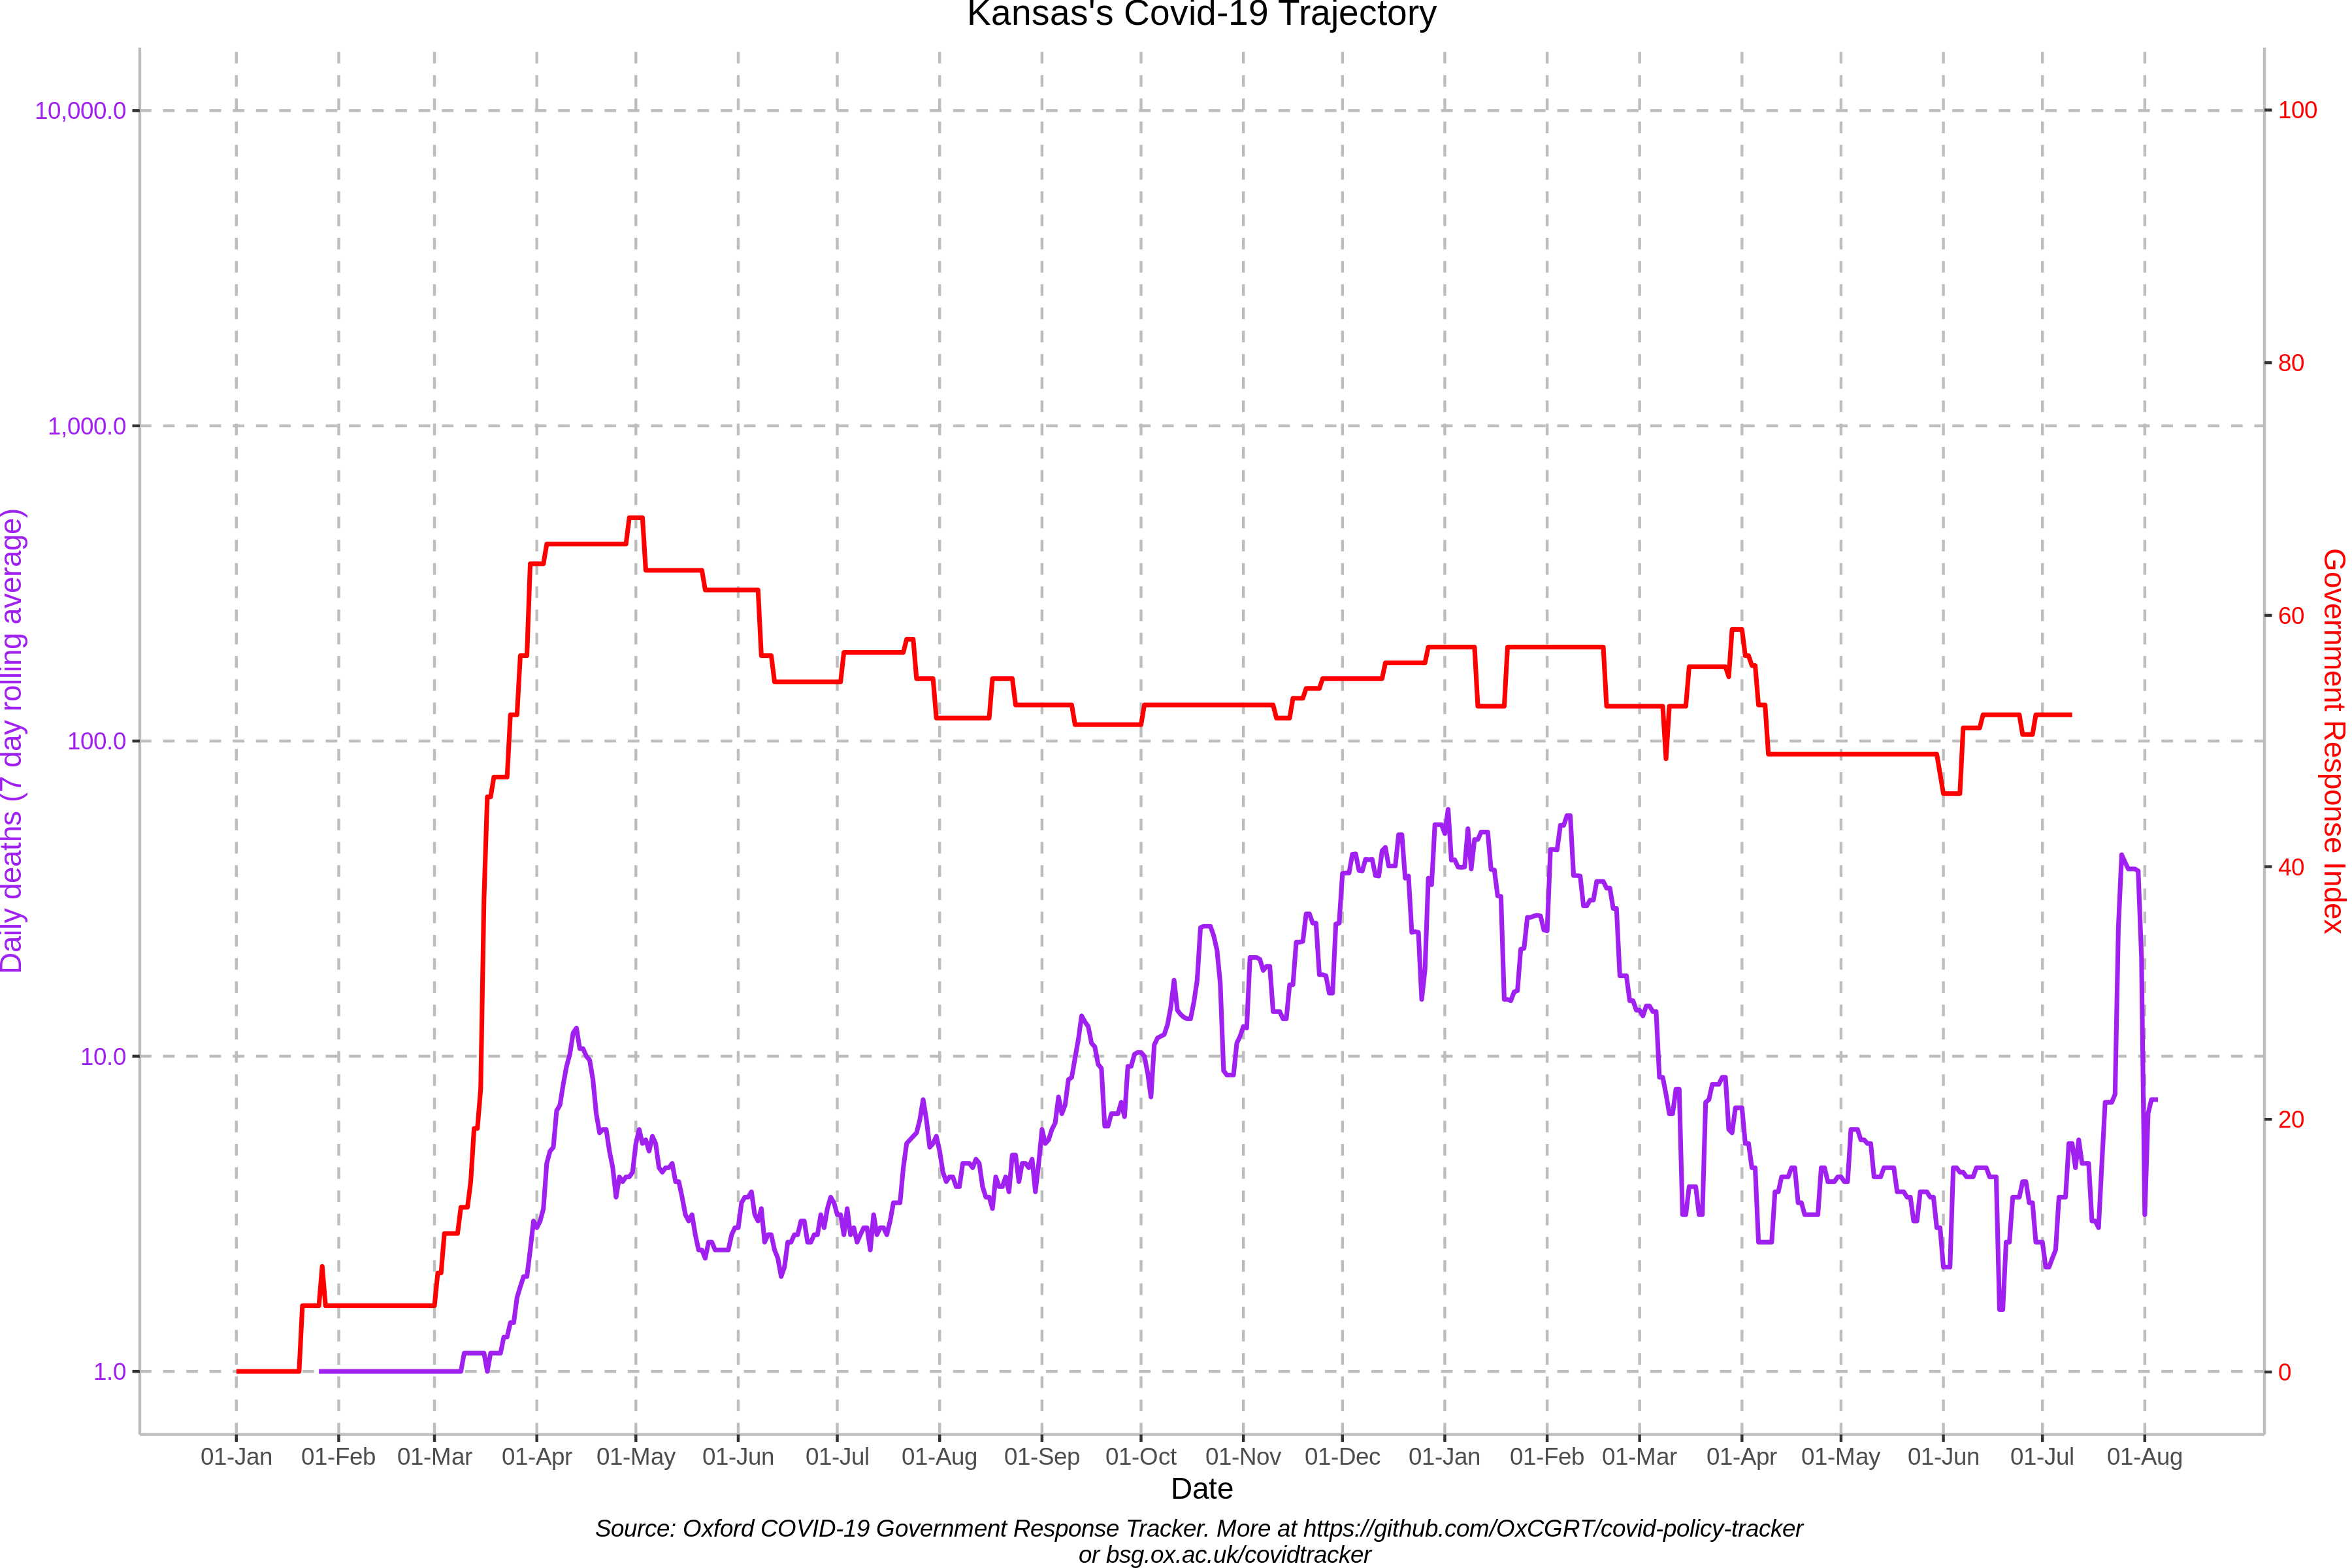 Kansas's Covid-19 Trajectory
10,000.0
1,000.0
100.0
10.0
1.0
Daily deaths (7 day rolling average)
100
80
60
40
20
0
Government Response Index
01-Jan 01-Feb 01-Mar 01-Apr 01-May 01-Jun 01-Jul 01-Aug 01-Sep 01-Oct 01-Nov 01-Dec 01-Jan 01-Feb 01-Mar 01-Apr 01-May 01-Jun 01-Jul 01-Aug
Date
Source: Oxford COVID-19 Government Response Tracker. More at https://github.com/OxCGRT/covid-policy-tracker
or bsg.ox.ac.uk/covidtracker